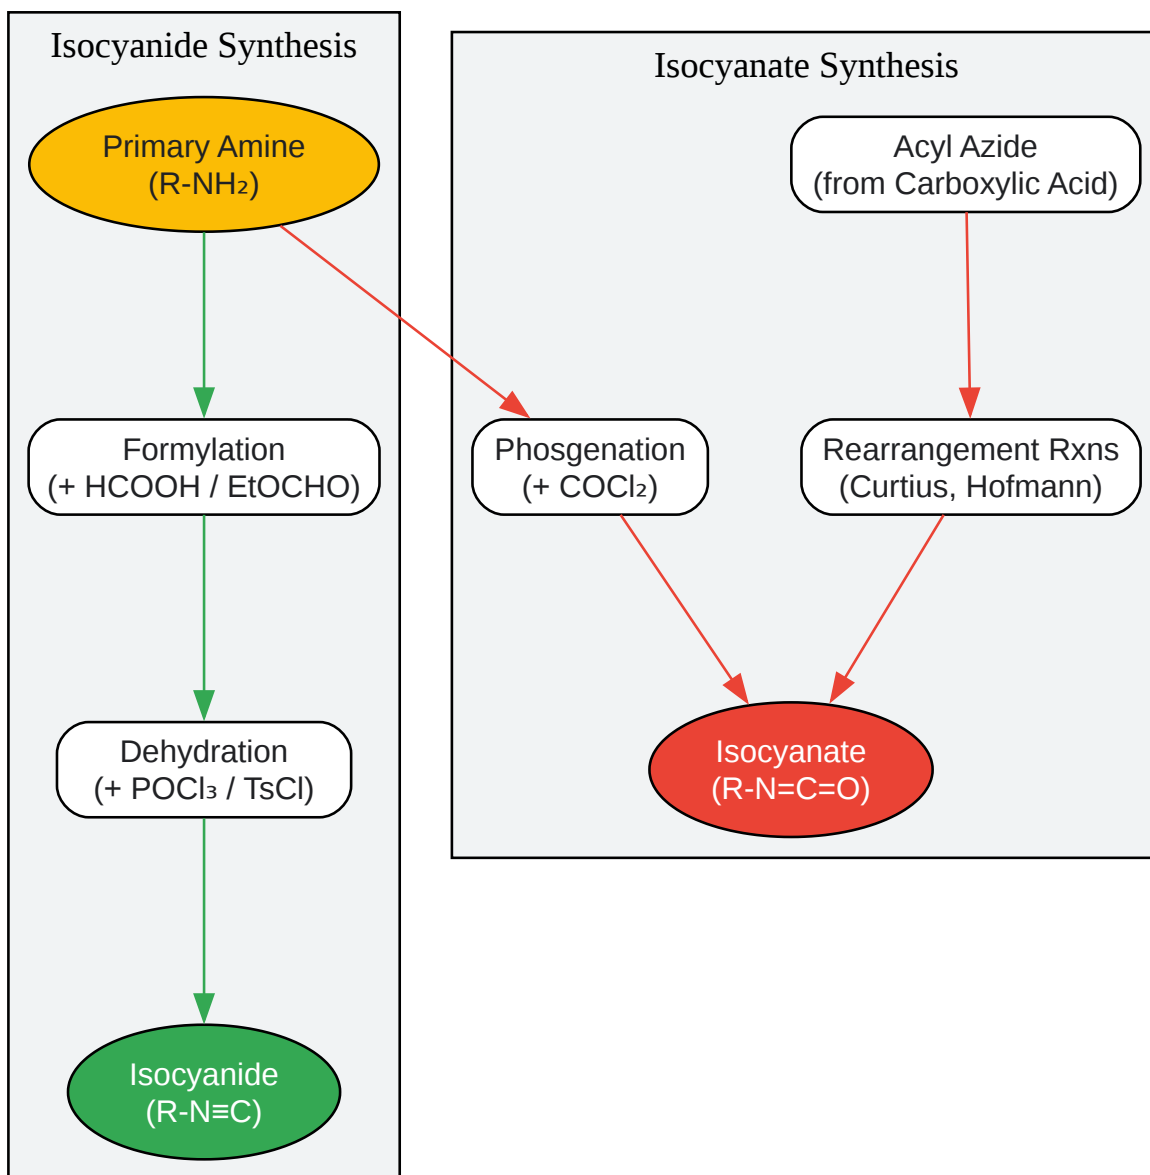 Isocyanide Synthesis
Primary Amine
(R-NH₂)
Formylation
(+ HCOOH / EtOCHO)
Dehydration
(+ POCl₃ / TsCl)
Isocyanide
(R-N≡C)
Isocyanate Synthesis
Acyl Azide
(from Carboxylic Acid)
Phosgenation
(+ COCl₂)
Rearrangement Rxns
(Curtius, Hofmann)
Isocyanate
(R-N=C=O)